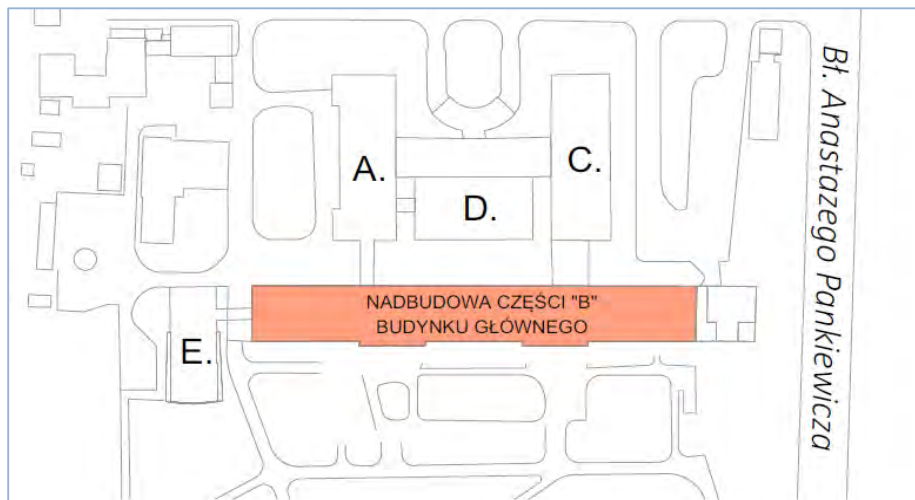 A.
C.
D.
NADBUDOWA CZĘŚCI "B"
BUDYNKU GŁÓWNEGO
E.
Bł. Anastazego Pankiewicza